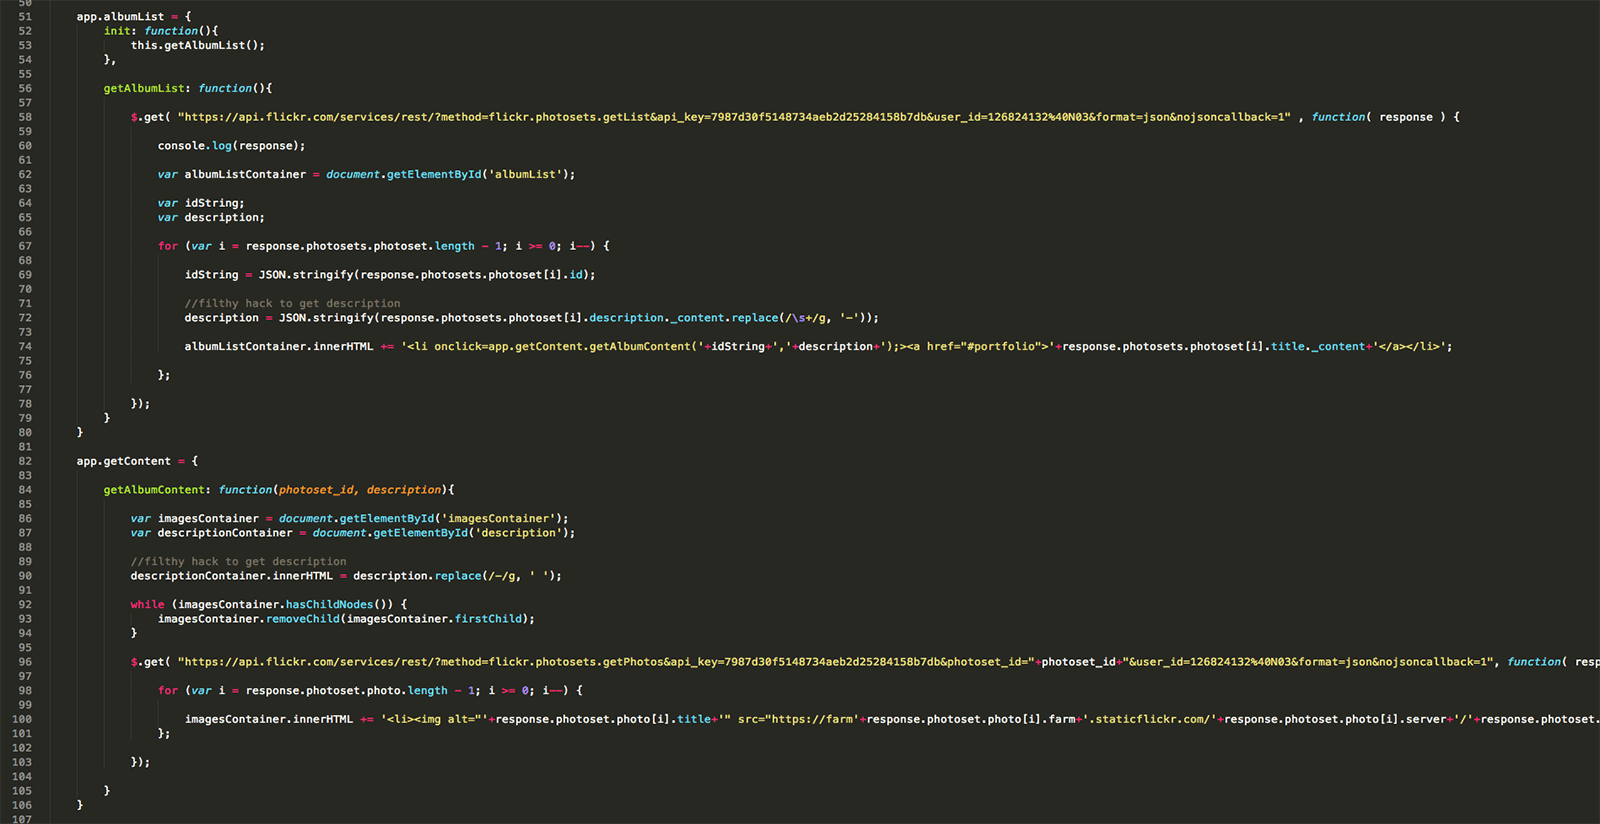 50
51 app.albumList = {
52 init: function(){
53 this.getAlbumList();
54 },
55
56 getAlbumList: function(){
57
58 $.get( "https://api.flickr.com/services/rest/?method=flickr.photosets.getList&api_key=7987d30f5148734aeb2d25284158b7db&user_id=126824132%40N03&format=json&nojsoncallback=1" , function( response ) {
59
60 console.log(response);
61
62 var albumListContainer = document.getElementById('albumList');
63
64 var idString;
65 var description;
66
67 for (var i = response.photosets.photoset.length - 1; i >= 0; i--) {
68
69 idString = JSON.stringify(response.photosets.photoset[i].id);
70
71 //filthy hack to get description
72 description = JSON.stringify(response.photosets.photoset[i].description._content.replace(/\s+/g, '-'));
73
74 albumListContainer.innerHTML += '<li onclick=app.getContent.getAlbumContent('+idString+','+description+');><a href="#portfolio">'+response.photosets.photoset[i].title._content+'</a></li>';
75
76 };
77
78 });
79 }
80 }
81
82 app.getContent = {
83
84 getAlbumContent: function(photoset_id, description){
85
86 var imagesContainer = document.getElementById('imagesContainer');
87 var descriptionContainer = document.getElementById('description');
88
89 //filthy hack to get description
90 descriptionContainer.innerHTML = description.replace(/-/g, ' ');
91
92 while (imagesContainer.hasChildNodes()) {
93 imagesContainer.removeChild(imagesContainer.firstChild);
94 }
95
96 $.get( "https://api.flickr.com/services/rest/?method=flickr.photosets.getPhotos&api_key=7987d30f5148734aeb2d25284158b7db&photoset_id="+photoset_id+"&user_id=126824132%40N03&format=json&nojsoncallback=1", function( resp
97
98 for (var i = response.photoset.photo.length - 1; i >= 0; i--) {
99
100 imagesContainer.innerHTML += '<li><img alt="'+response.photoset.photo[i].title+'" src="https://farm'+response.photoset.photo[i].farm+'.staticflickr.com/'+response.photoset.photo[i].server+'/'+response.photoset.
101 };
102
103 });
104
105 }
106 }
107